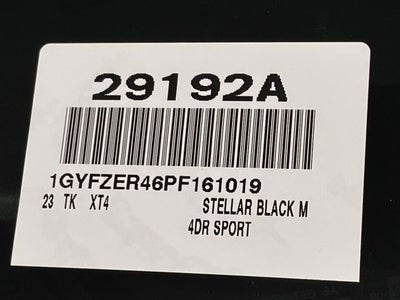 29192A
1GYFZER46PF161019
23 TK XT4 STELLAR BLACK M
4DR SPORT